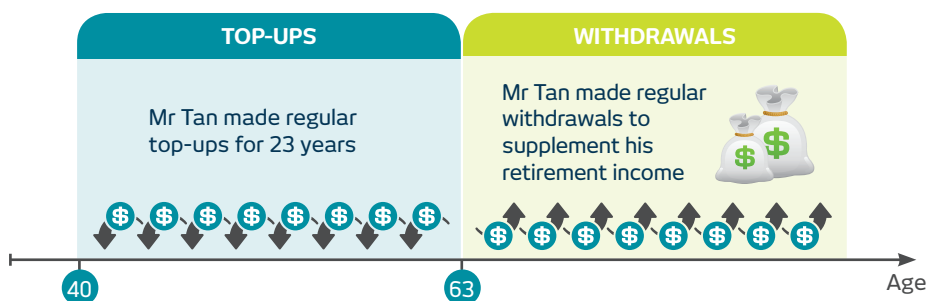 TOP-UPS
WITHDRAWALS
Mr Tan made regular
top-ups for 23 years
Mr Tan made regular
withdrawals to
supplement his
retirement income
$ $
$ $ $ $ $ $ $ $
$ $ $ $ $ $ $ $
40
63
Age